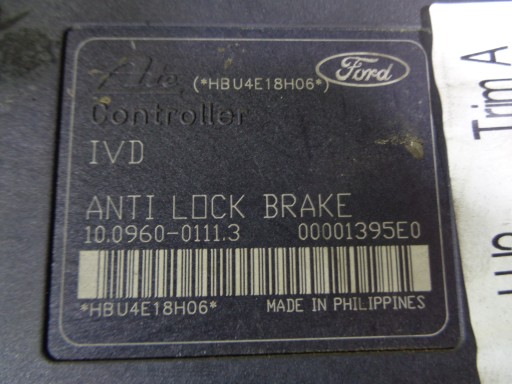 (*HBU4E18H06*) Ford
Controller
IVD
ANTI LOCK BRAKE
10.0960-0111.3 00001395E0
*HBU4E18H06* MADE IN PHILIPPINES
Trim A